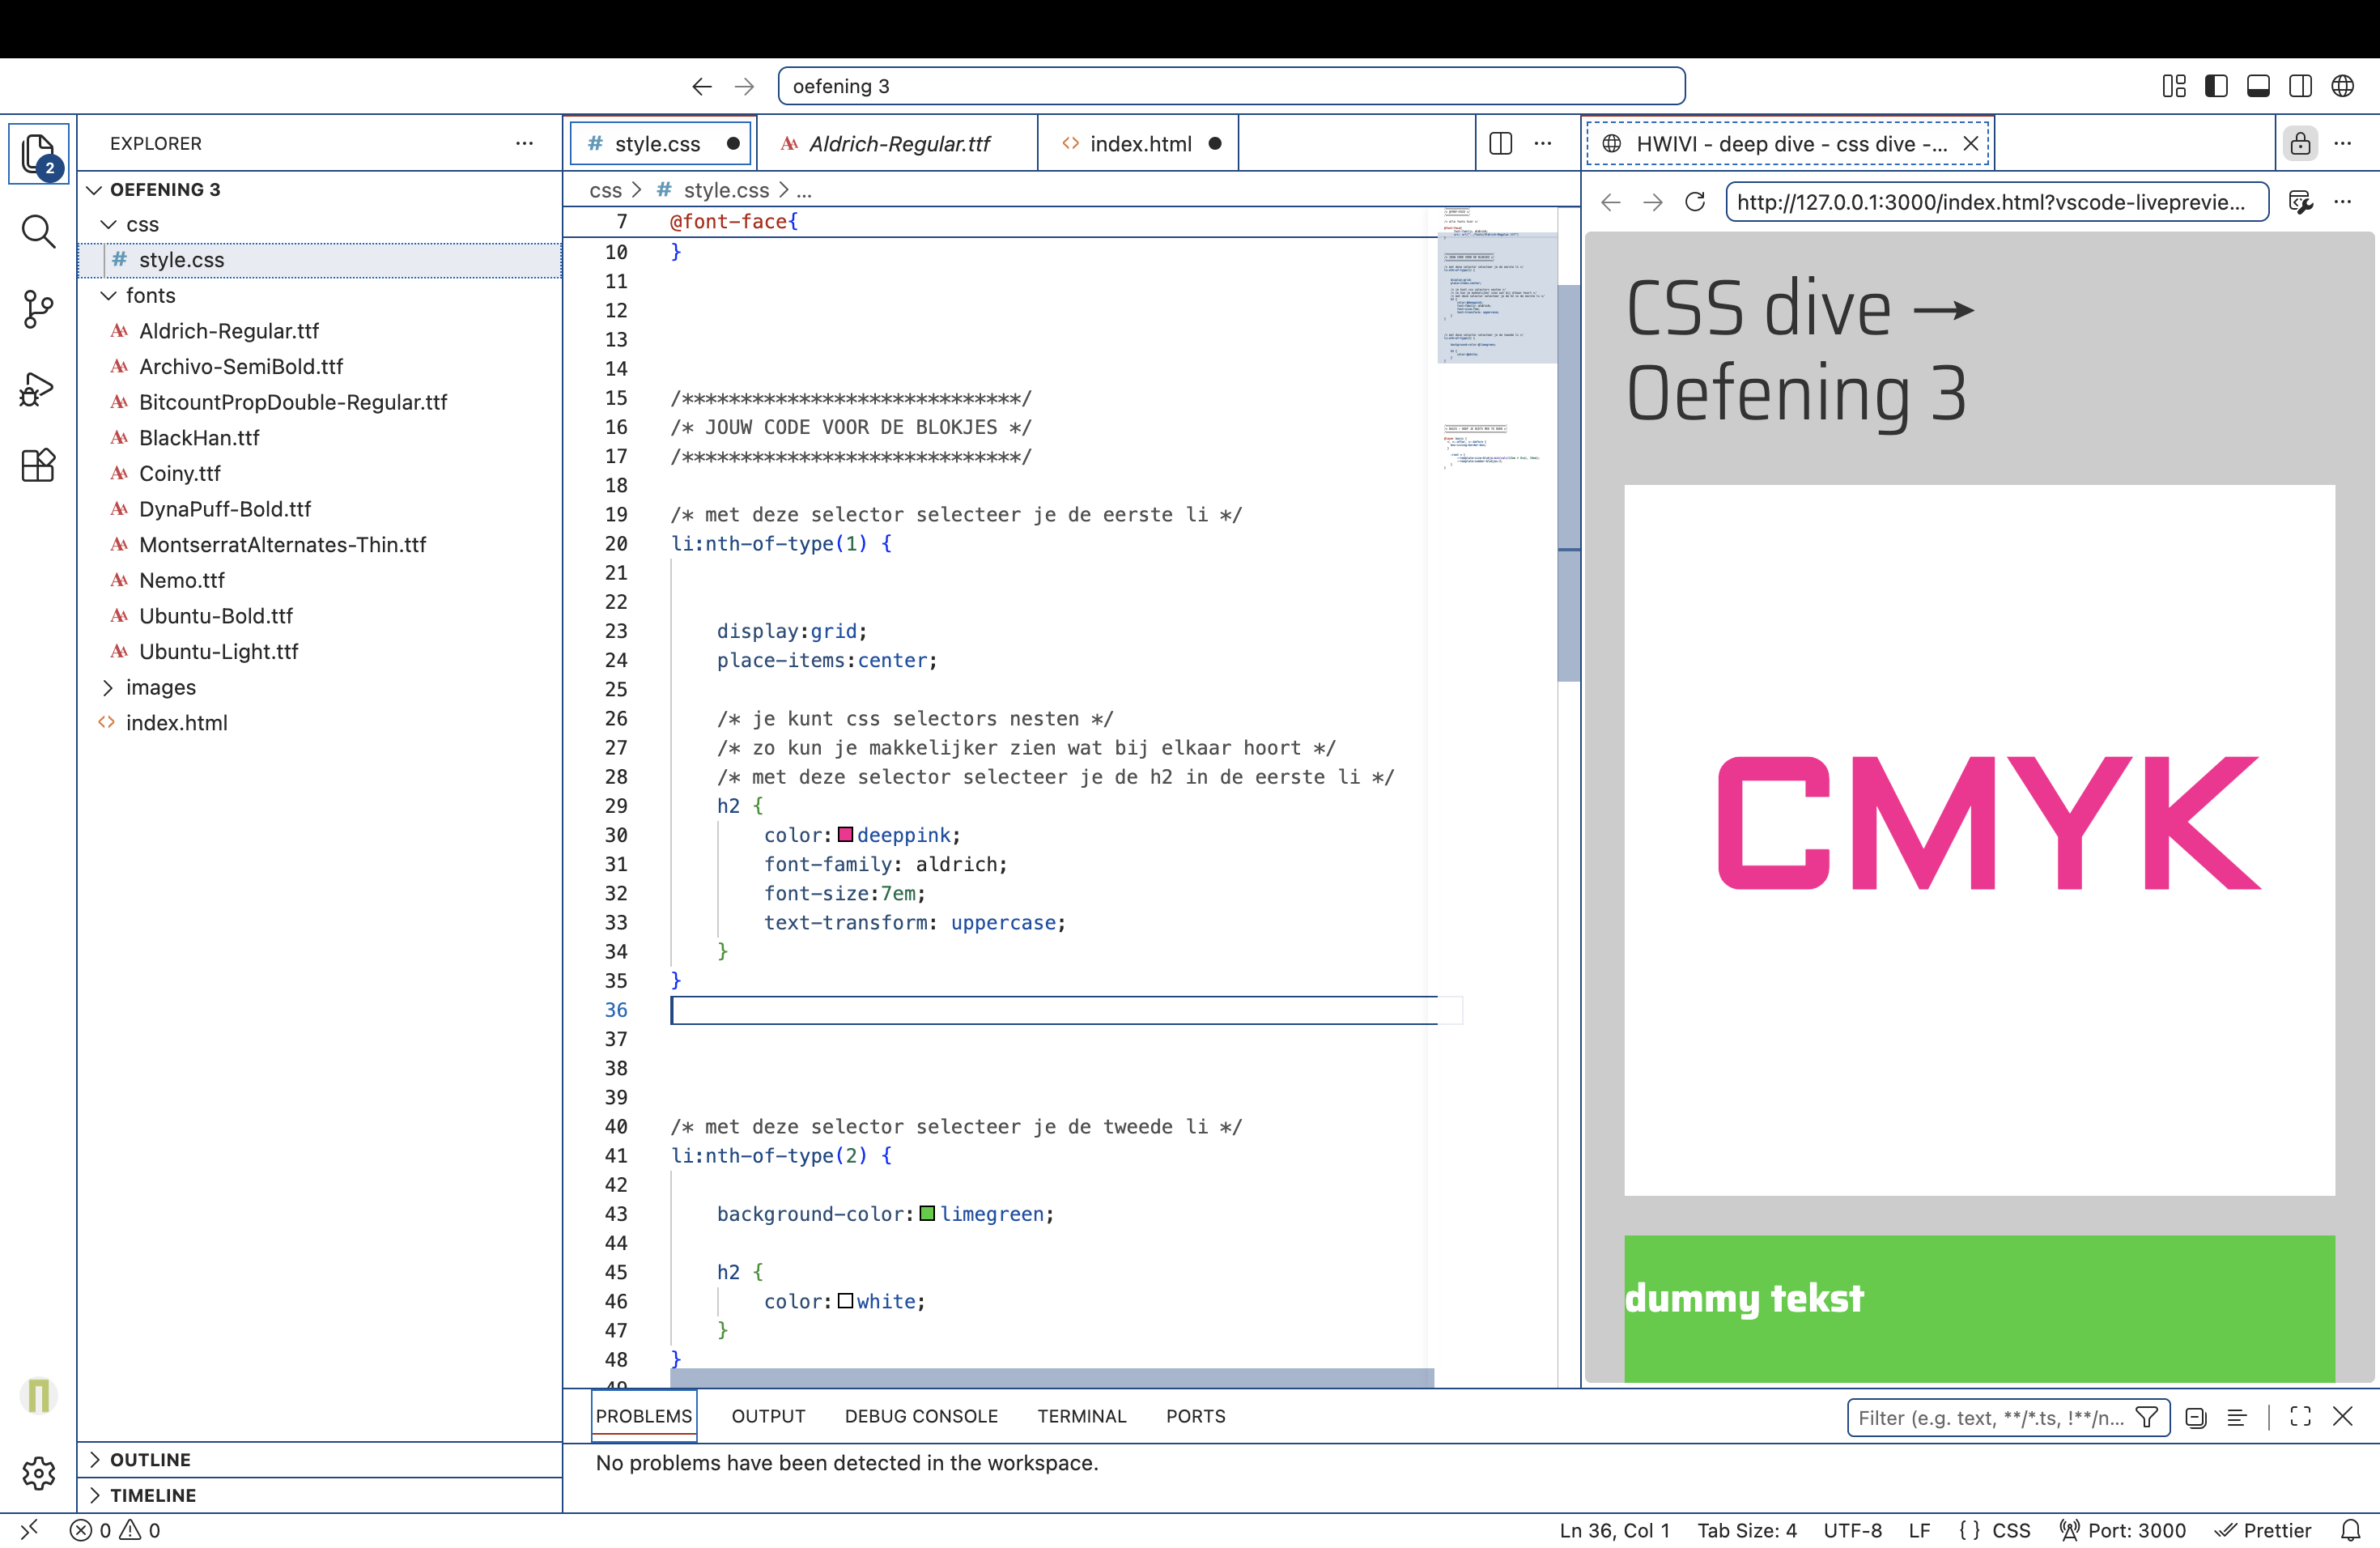 oefening 3
EXPLORER
style.css
Aldrich-Regular.ttf
index.html
HWIVI - deep dive - css dive -...
2
OEFENING 3
css
style.css
fonts
Aldrich-Regular.ttf
Archivo-SemiBold.ttf
BitcountPropDouble-Regular.ttf
BlackHan.ttf
Coiny.ttf
DynaPuff-Bold.ttf
MontserratAlternates-Thin.ttf
Nemo.ttf
Ubuntu-Bold.ttf
Ubuntu-Light.ttf
images
index.html
OUTLINE
TIMELINE
css > # style.css > ...
7 @font-face{
10 }
11
12
13
14
15 /*****************************/
16 /* JOUW CODE VOOR DE BLOKJES */
17 /*****************************/
18
19 /* met deze selector selecteer je de eerste li */
20 li:nth-of-type(1) {
21
22
23 display:grid;
24 place-items:center;
25
26 /* je kunt css selectors nesten */
27 /* zo kun je makkelijker zien wat bij elkaar hoort */
28 /* met deze selector selecteer je de h2 in de eerste li */
29 h2 {
30 color:deeppink;
31 font-family: aldrich;
32 font-size:7em;
33 text-transform: uppercase;
34 }
35 }
36
37
38
39
40 /* met deze selector selecteer je de tweede li */
41 li:nth-of-type(2) {
42
43 background-color:limegreen;
44
45 h2 {
46 color:white;
47 }
48 }
http://127.0.0.1:3000/index.html?vscode-liveprevie...
CSS dive →
Oefening 3
CMYK
dummy tekst
PROBLEMS OUTPUT DEBUG CONSOLE TERMINAL PORTS
Filter (e.g. text, **/*.ts, !**/n...
No problems have been detected in the workspace.
0 0
Ln 36, Col 1 Tab Size: 4 UTF-8 LF { } CSS Port: 3000 Prettier